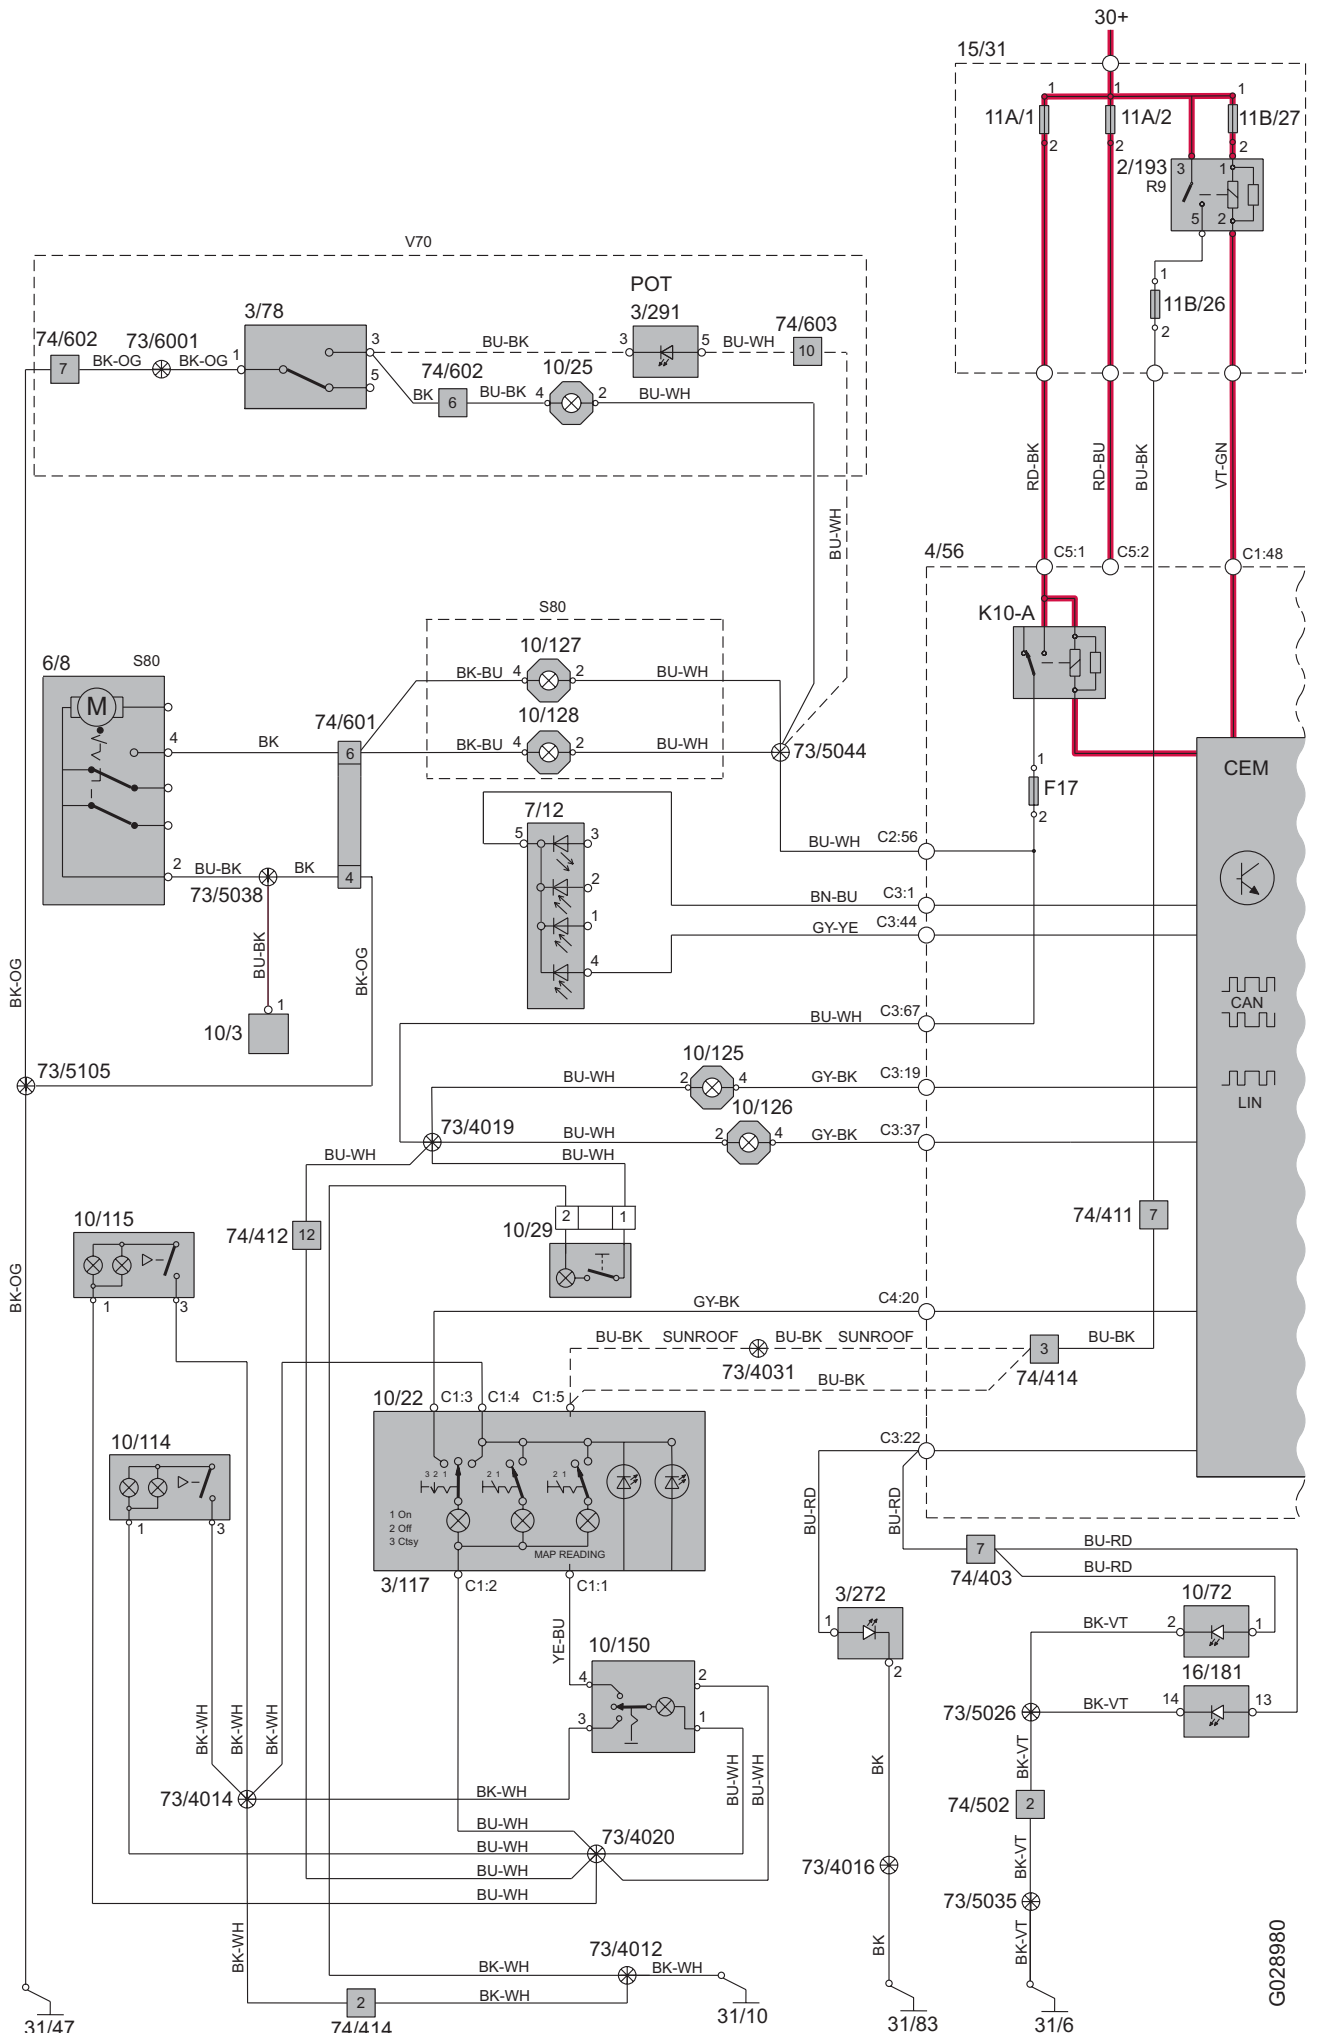 30+
15/31
1 1 1
11A/1 11A/2 11B/27
2 2 2
2/193 3 1
R9
5 2
1
11B/26
2
V70
POT
3/291
3/78
74/602 73/6001 74/603
7 BK-OG BK-OG 1 3 BU-BK 3 5 BU-WH 10
74/602 10/25
5
BK 6 BU-BK 4 2 BU-WH
RD-BK RD-BU BU-BK VT-GN
BU-WH
4/56 C5:1 C5:2 C1:48
S80
K10-A
6/8 S80
10/127
M BK-BU 4 2 BU-WH
10/128
74/601
4 BK 6 BK-BU 4 2 BU-WH 73/5044
CEM
1
F17
2
7/12
5 3
BU-WH C2:56
2 BU-BK BK 4
73/5038
2
BN-BU C3:1
1
GY-YE C3:44
4
BK-OG BU-BK BK-OG
1
10/3
CAN
BU-WH C3:67
10/125
73/5105
BU-WH 2 4 GY-BK C3:19
LIN
10/126
73/4019
BU-WH 2 4 GY-BK C3:37
BU-WH BU-WH
10/115
74/412 12
10/29 2 1
74/411 7
1 3
BK-OG
GY-BK C4:20
BU-BK SUNROOF BU-BK SUNROOF 3 BU-BK
73/4031 74/414
BU-BK
10/22 C1:3 C1:4 C1:5
10/114
C3:22
3 2 1 2 1 2 1
1 On
2 Off
3 Ctsy
MAP READING
1 3
3/117 C1:2 C1:1
BU-RD BU-RD
7 BU-RD
74/403 BU-RD
3/272 10/72
1 BK-VT 2 1
2
16/181
YE-BU
10/150
4 2
3 1
73/5026 BK-VT 14 13
BK-WH BK-WH BK-WH
BU-WH BU-WH
BK
BK-VT
73/4014 BK-WH
74/502 2
BU-WH 73/4020
BU-WH
BU-WH
BU-WH
73/4016
BK-VT
73/5035
BK-WH
BK
BK-VT
73/4012
BK-WH BK-WH
2 BK-WH
74/414
31/47 31/10 31/83 31/6
G028980